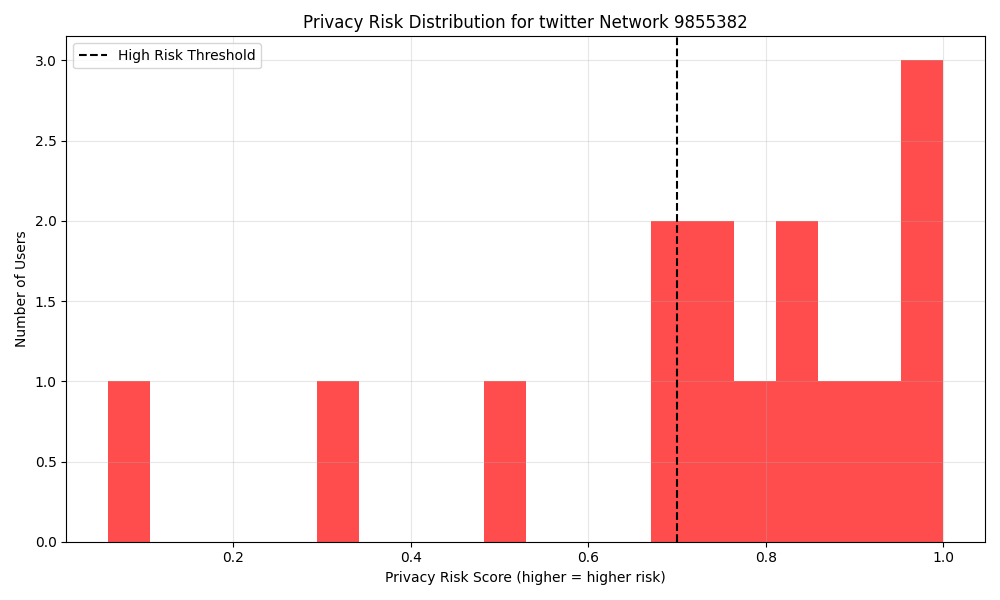 Privacy Risk Distribution for twitter Network 9855382
High Risk Threshold
3.0
2.5
2.0
1.5
1.0
0.5
0.0
Number of Users
0.2 0.4 0.6 0.8 1.0
Privacy Risk Score (higher = higher risk)